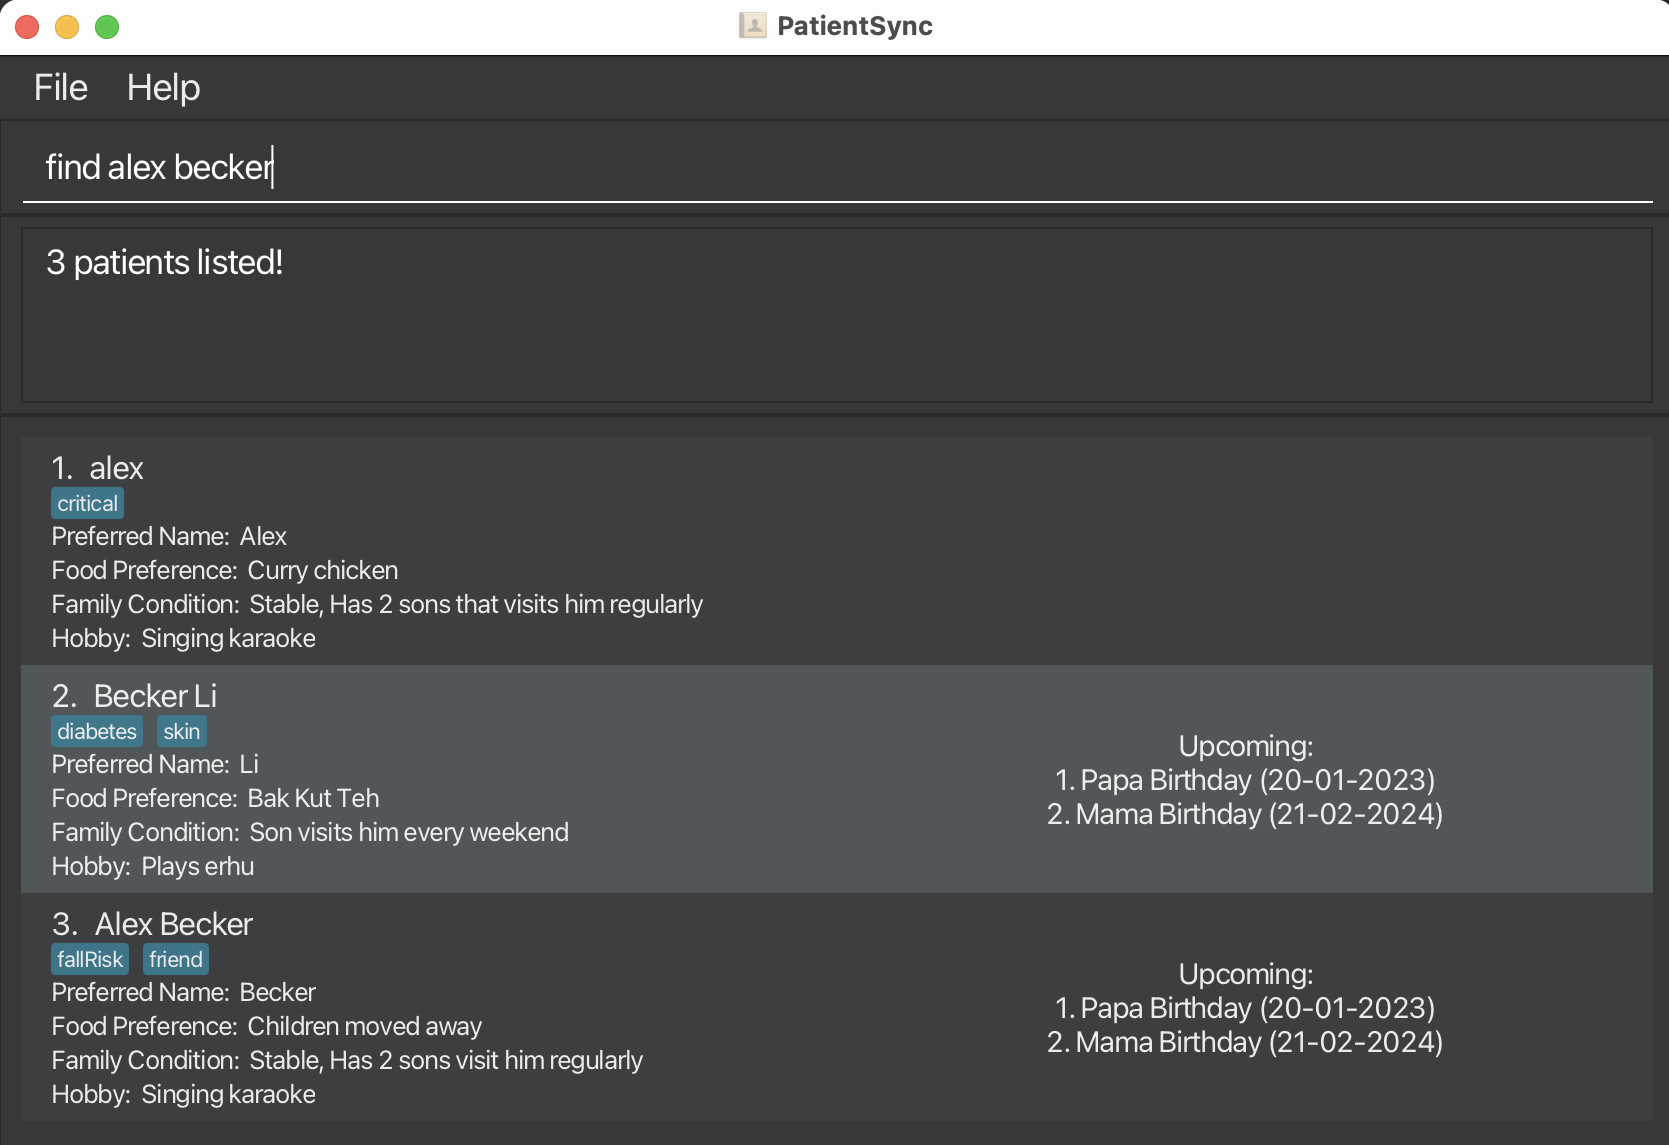 PatientSync
File Help
find alex becker
3 patients listed!
1. alex
critical
Preferred Name: Alex
Food Preference: Curry chicken
Family Condition: Stable, Has 2 sons that visits him regularly
Hobby: Singing karaoke
2. Becker Li
diabetes skin
Preferred Name: Li
Food Preference: Bak Kut Teh
Family Condition: Son visits him every weekend
Hobby: Plays erhu
Upcoming:
1. Papa Birthday (20-01-2023)
2. Mama Birthday (21-02-2024)
3. Alex Becker
fallRisk friend
Preferred Name: Becker
Food Preference: Children moved away
Family Condition: Stable, Has 2 sons visit him regularly
Hobby: Singing karaoke
Upcoming:
1. Papa Birthday (20-01-2023)
2. Mama Birthday (21-02-2024)